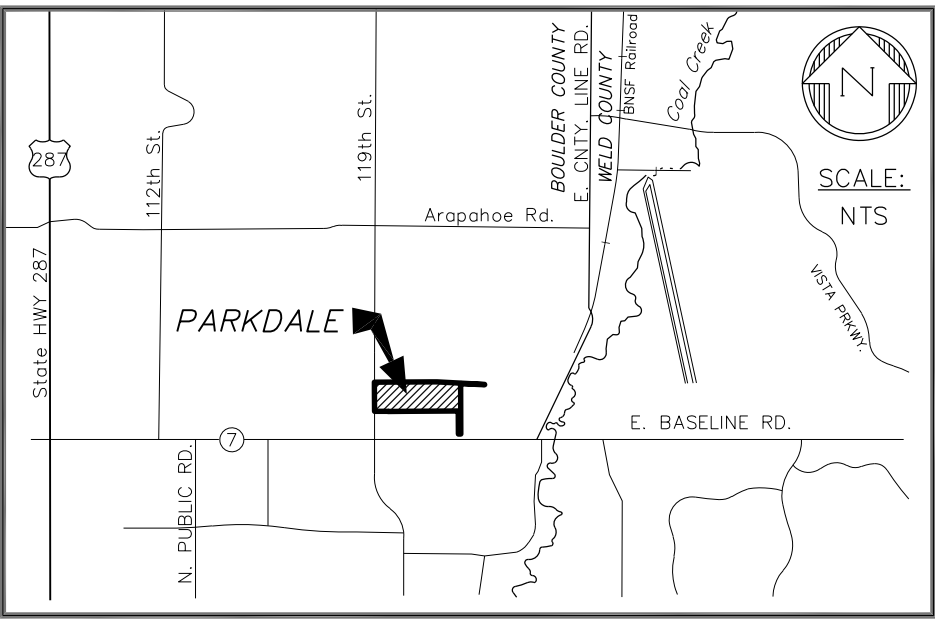 287
State HWY 287
112th St.
119th St.
BOULDER COUNTY
E. CNTY. LINE RD.
WELD COUNTY
BNSF Railroad
Coal Creek
N
SCALE:
NTS
Arapahoe Rd.
VISTA PRKWY.
PARKDALE
E. BASELINE RD.
7
N. PUBLIC RD.